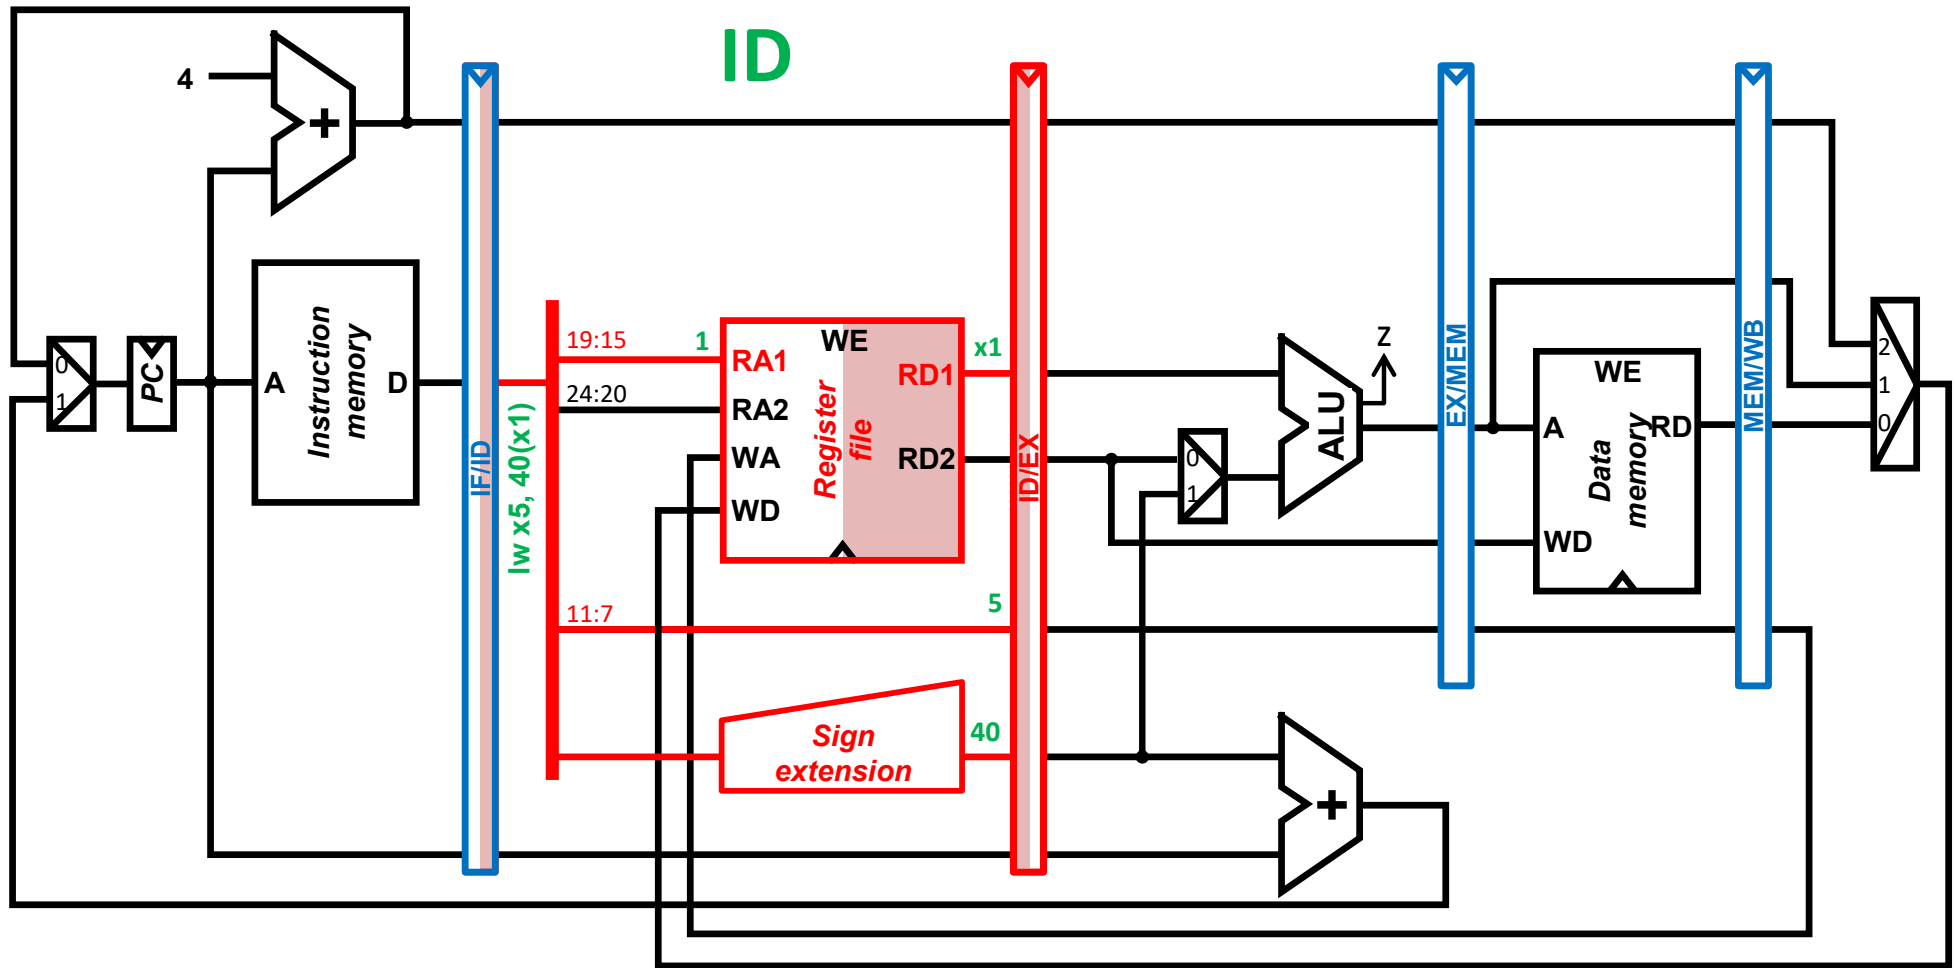 ID
4
+
0
1
PC
A
Instruction
memory
D
IF/ID
lw x5, 40(x1)
19:15
1
24:20
11:7
RA1
RA2
WA
WD
WE
Register
file
RD1
RD2
x1
5
Sign
extension
40
ID/EX
0
1
ALU
Z
+
EX/MEM
A
WE
RD
Data
memory
WD
MEM/WB
2
1
0